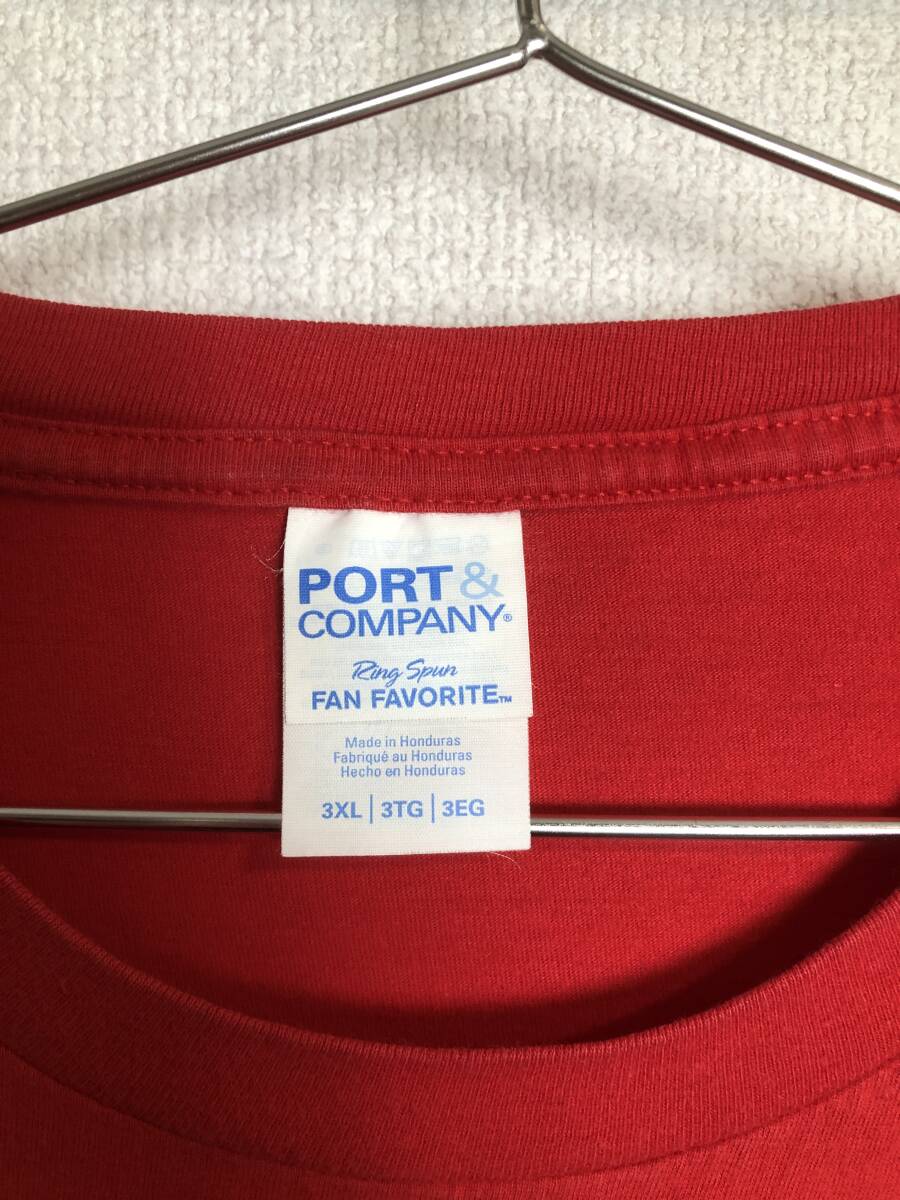 PORT &
COMPANY®
Ring Spun
FAN FAVORITE™
Made in Honduras
Fabriqué au Honduras
Hecho en Honduras
3XL | 3TG | 3EG